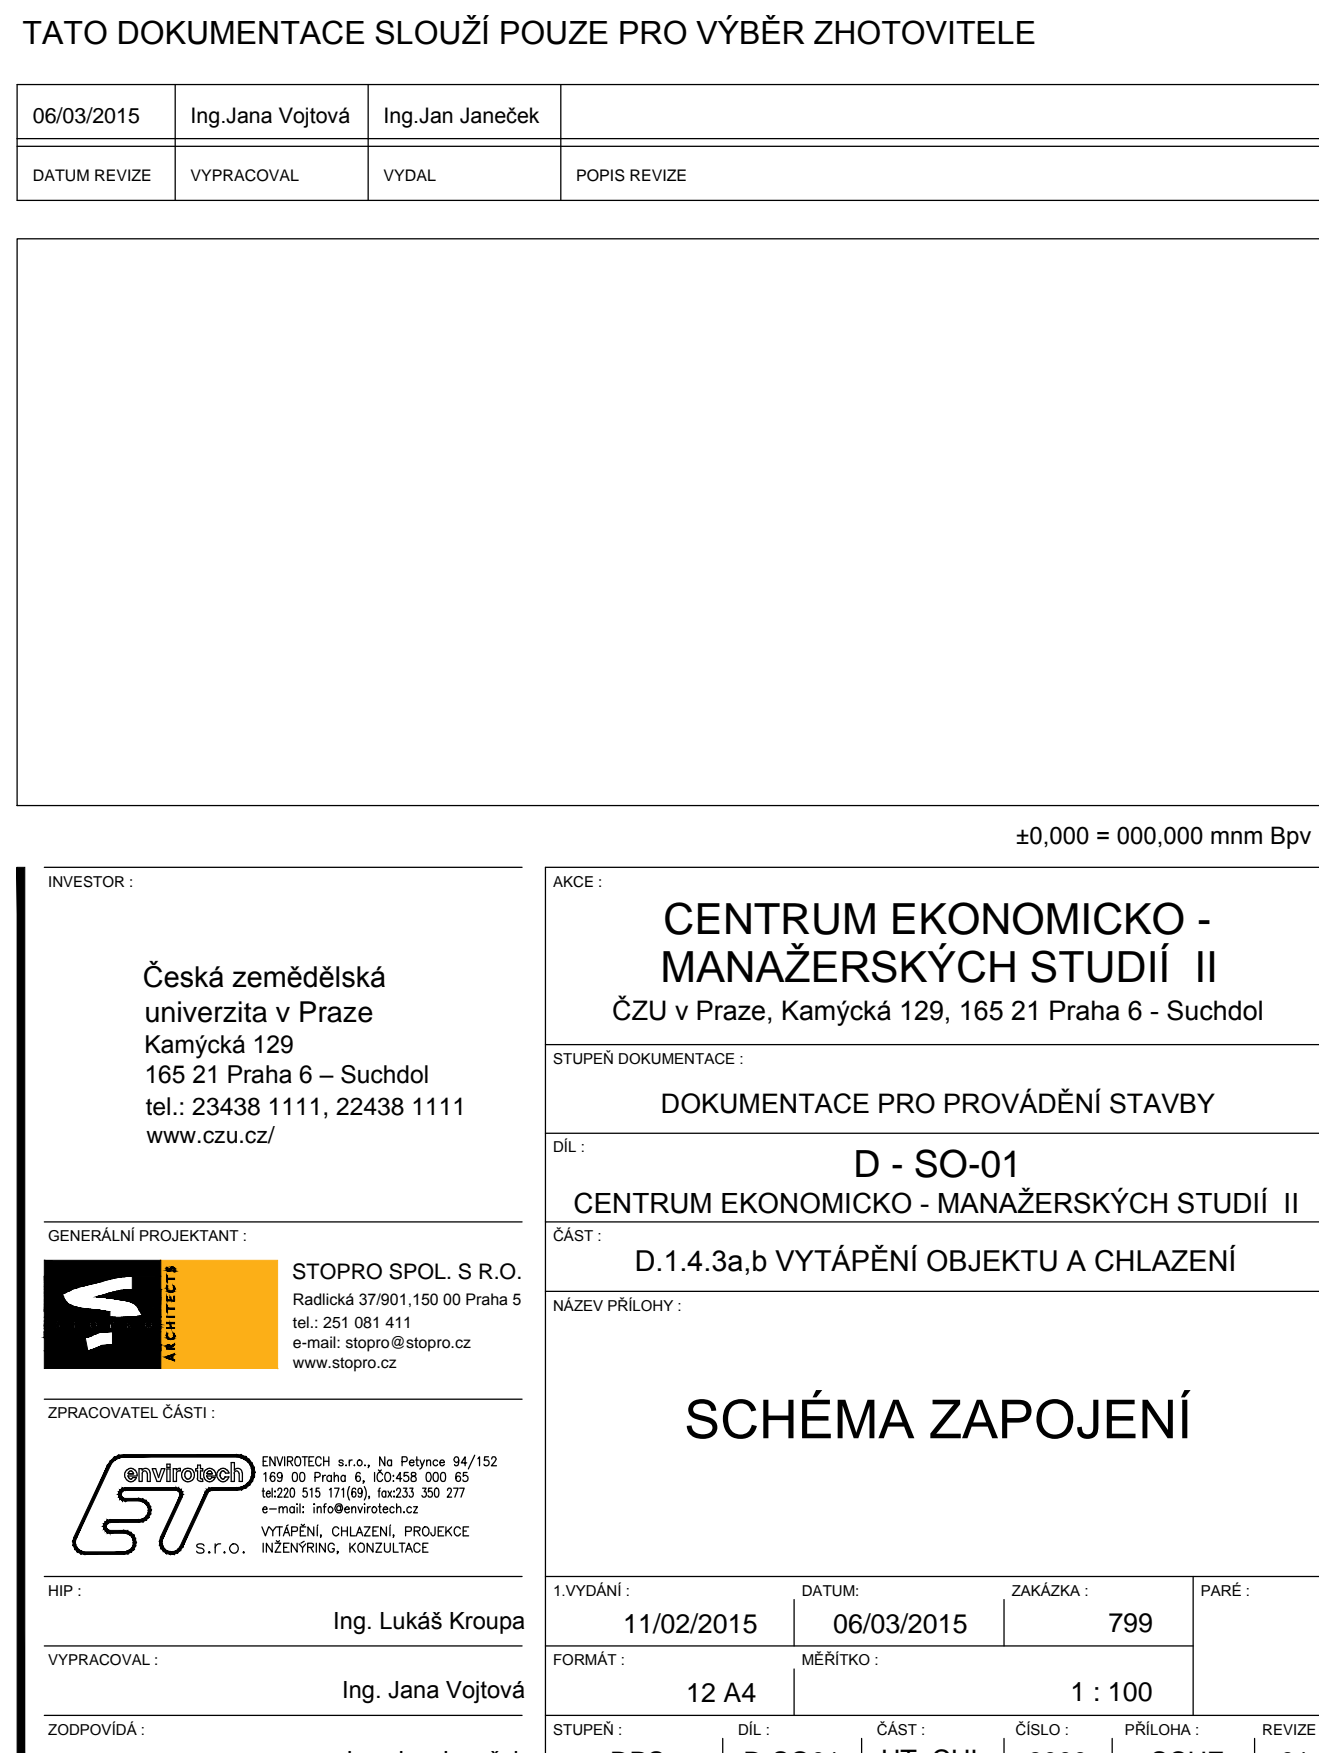 TATO DOKUMENTACE SLOUŽÍ POUZE PRO VÝBĚR ZHOTOVITELE
06/03/2015 Ing.Jana Vojtová Ing.Jan Janeček
DATUM REVIZE VYPRACOVAL VYDAL POPIS REVIZE
±0,000 = 000,000 mnm Bpv
INVESTOR :
Česká zemědělská
univerzita v Praze
Kamýcká 129
165 21 Praha 6 – Suchdol
tel.: 23438 1111, 22438 1111
www.czu.cz/
GENERÁLNÍ PROJEKTANT :
ARCHITECTS
STOPRO SPOL. S R.O.
Radlická 37/901,150 00 Praha 5
tel.: 251 081 411
e-mail: stopro@stopro.cz
www.stopro.cz
ZPRACOVATEL ČÁSTI :
envirotech
ET
s.r.o.
ENVIROTECH s.r.o., Na Petynce 94/152
169 00 Praha 6, IČO:458 000 65
tel:220 515 171(69), fax:233 350 277
e-mail: info@envirotech.cz
VYTÁPĚNÍ, CHLAZENÍ, PROJEKCE
INŽENÝRING, KONZULTACE
HIP :
Ing. Lukáš Kroupa
VYPRACOVAL :
Ing. Jana Vojtová
ZODPOVÍDÁ :
AKCE :
CENTRUM EKONOMICKO -
MANAŽERSKÝCH STUDIÍ II
ČZU v Praze, Kamýcká 129, 165 21 Praha 6 - Suchdol
STUPEŇ DOKUMENTACE :
DOKUMENTACE PRO PROVÁDĚNÍ STAVBY
DÍL :
D - SO-01
CENTRUM EKONOMICKO - MANAŽERSKÝCH STUDIÍ II
ČÁST :
D.1.4.3a,b VYTÁPĚNÍ OBJEKTU A CHLAZENÍ
NÁZEV PŘÍLOHY :
SCHÉMA ZAPOJENÍ
1.VYDÁNÍ : DATUM: ZAKÁZKA : PARÉ :
11/02/2015 06/03/2015 799
FORMÁT : MĚŘÍTKO :
12 A4 1 : 100
STUPEŇ : DÍL : ČÁST : ČÍSLO : PŘÍLOHA : REVIZE